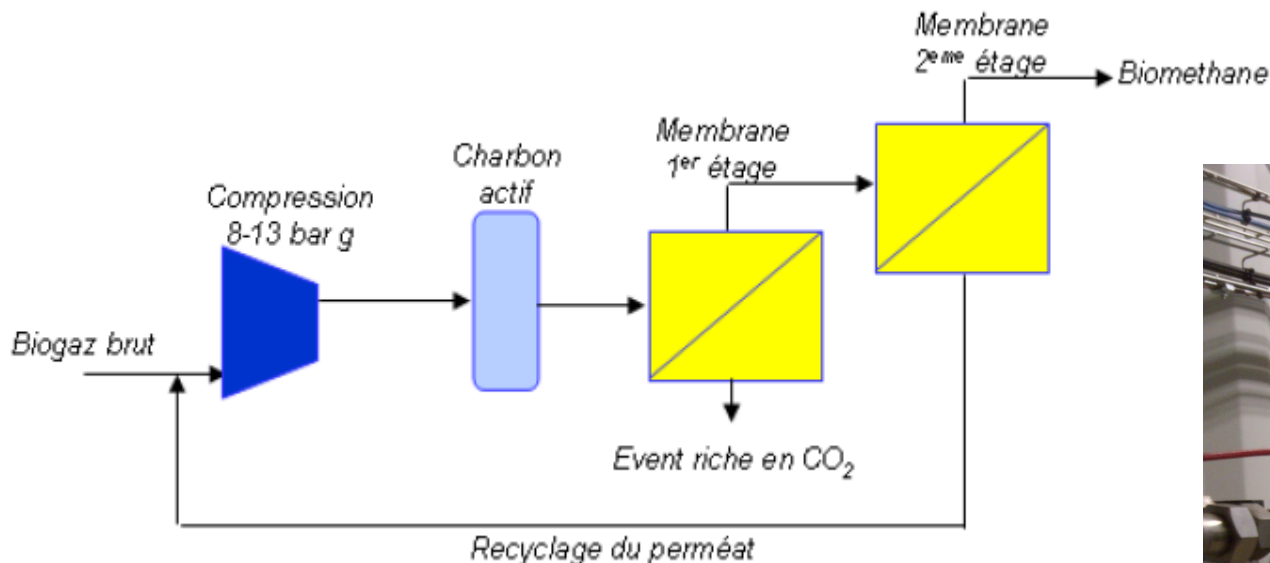 Membrane
2eme étage
Biomethane
Membrane
1er étage
Charbon
actif
Compression
8-13 bar g
Biogaz brut
Event riche en CO2
Recyclage du perméat